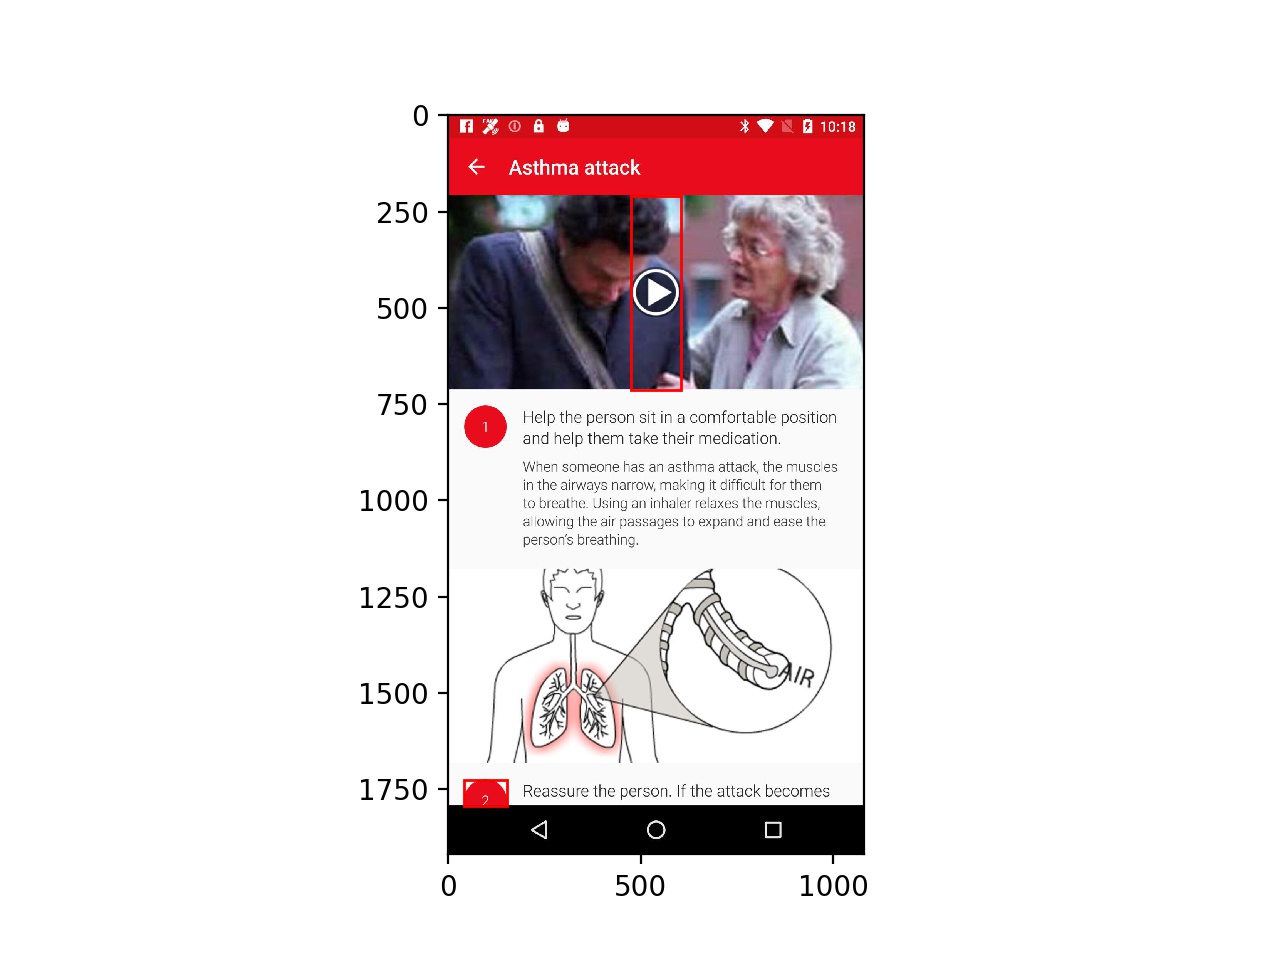 0
10:18
Asthma attack
250
500
750
1
Help the person sit in a comfortable position
and help them take their medication.
When someone has an asthma attack, the muscles
in the airways narrow, making it difficult for them
to breathe. Using an inhaler relaxes the muscles,
allowing the air passages to expand and ease the
person's breathing.
1000
1250
AIR
1500
1750
2
Reassure the person. If the attack becomes
0
500
1000